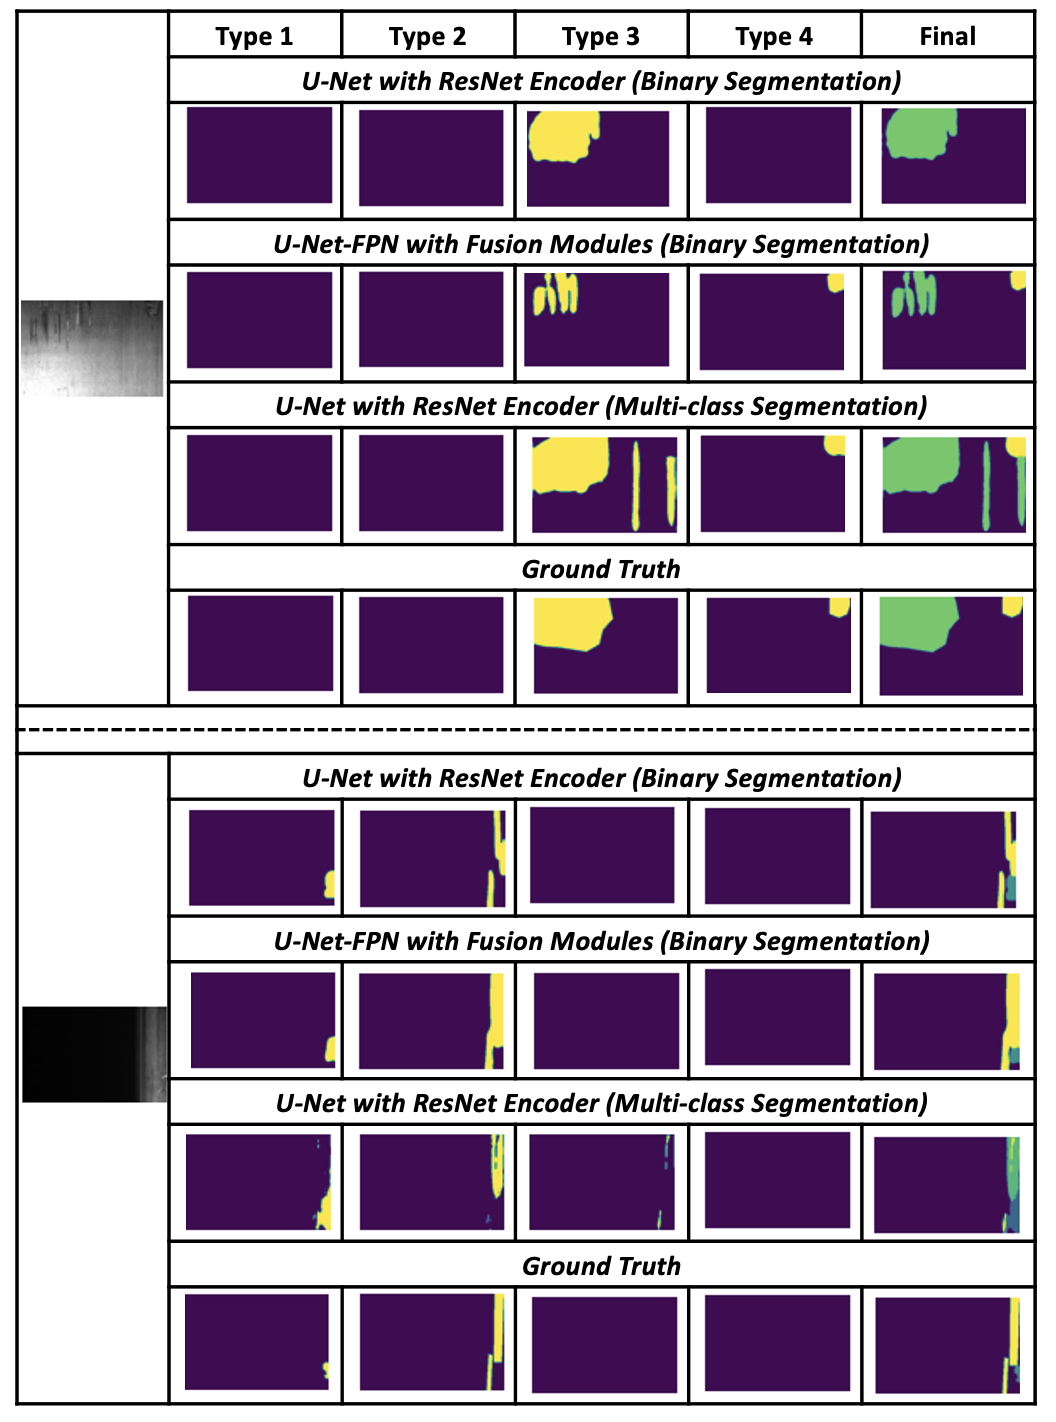 Type 1 Type 2 Type 3 Type 4 Final
U-Net with ResNet Encoder (Binary Segmentation)
U-Net-FPN with Fusion Modules (Binary Segmentation)
U-Net with ResNet Encoder (Multi-class Segmentation)
Ground Truth
U-Net with ResNet Encoder (Binary Segmentation)
U-Net-FPN with Fusion Modules (Binary Segmentation)
U-Net with ResNet Encoder (Multi-class Segmentation)
Ground Truth